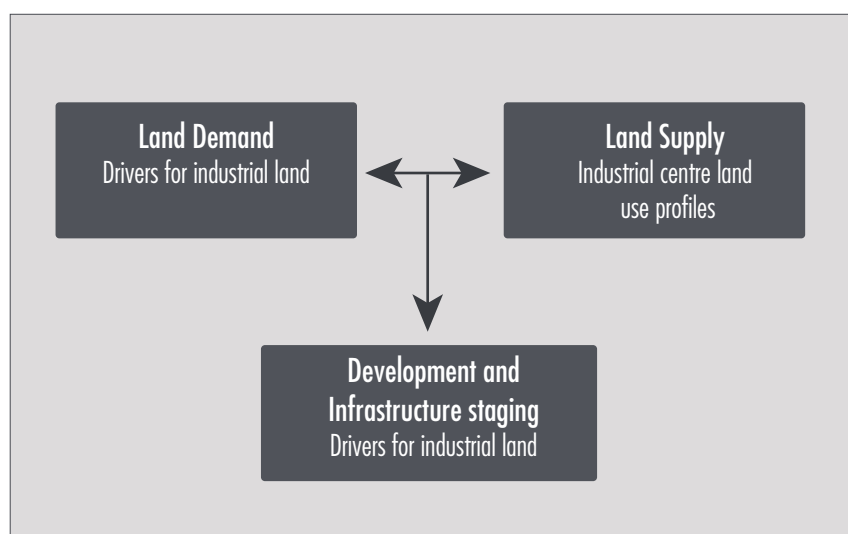 Land Demand
Drivers for industrial land
Land Supply
Industrial centre land
use profiles
Development and
Infrastructure staging
Drivers for industrial land